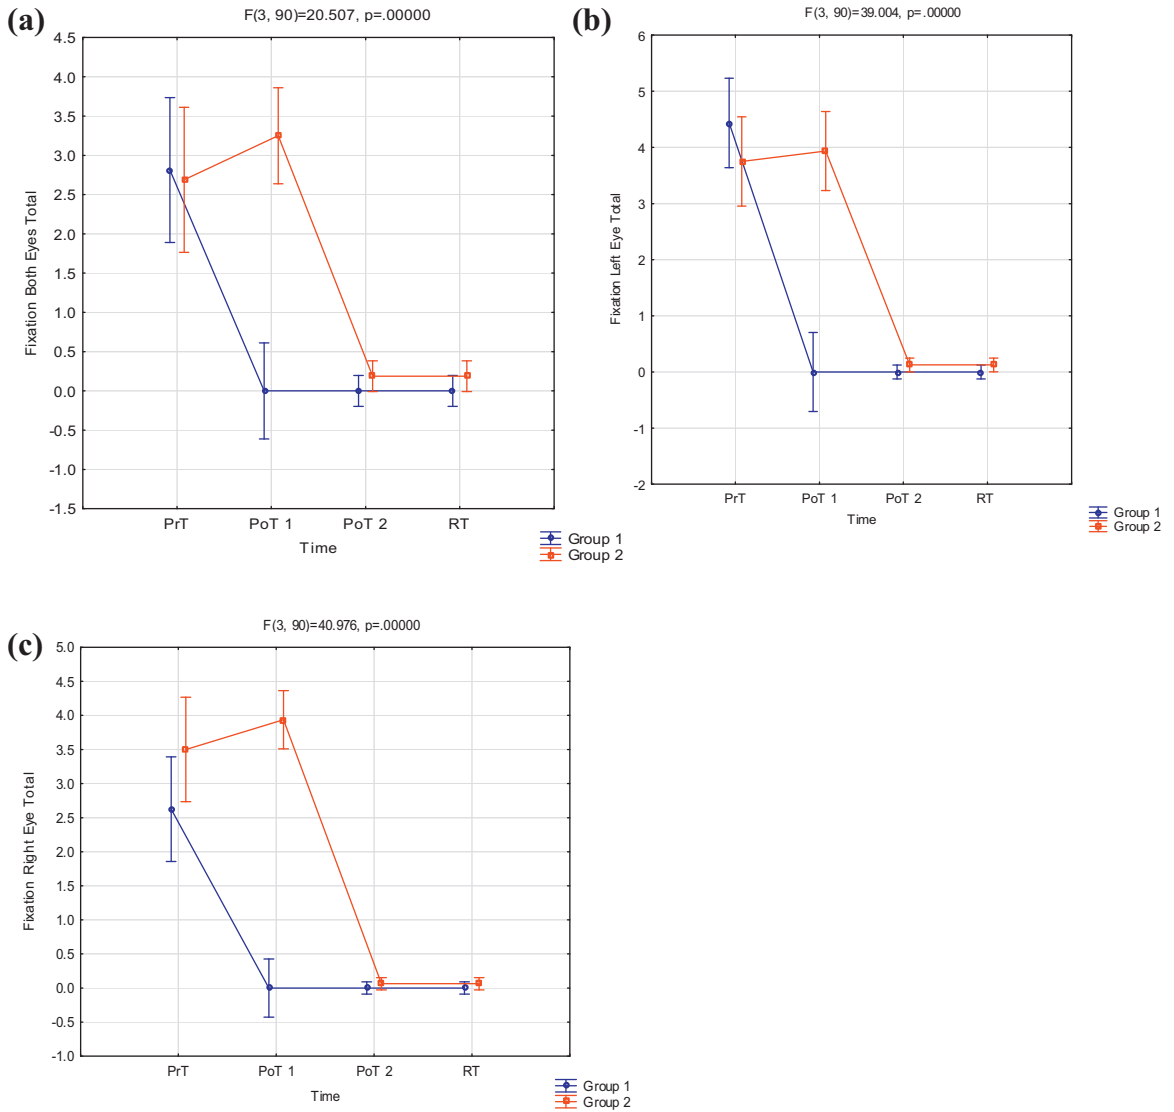 (a)
F(3, 90)=20.507, p=.00000
Fixation Both Eyes Total
4.5
4.0
3.5
3.0
2.5
2.0
1.5
1.0
0.5
0.0
-0.5
-1.0
-1.5
PrT PoT 1 PoT 2 RT
Time
Group 1
Group 2
(b)
F(3, 90)=39.004, p=.00000
Fixation Left Eye Total
6
5
4
3
2
1
0
-1
-2
PrT PoT 1 PoT 2 RT
Time
Group 1
Group 2
(c)
F(3, 90)=40.976, p=.00000
Fixation Right Eye Total
5.0
4.5
4.0
3.5
3.0
2.5
2.0
1.5
1.0
0.5
0.0
-0.5
-1.0
PrT PoT 1 PoT 2 RT
Time
Group 1
Group 2